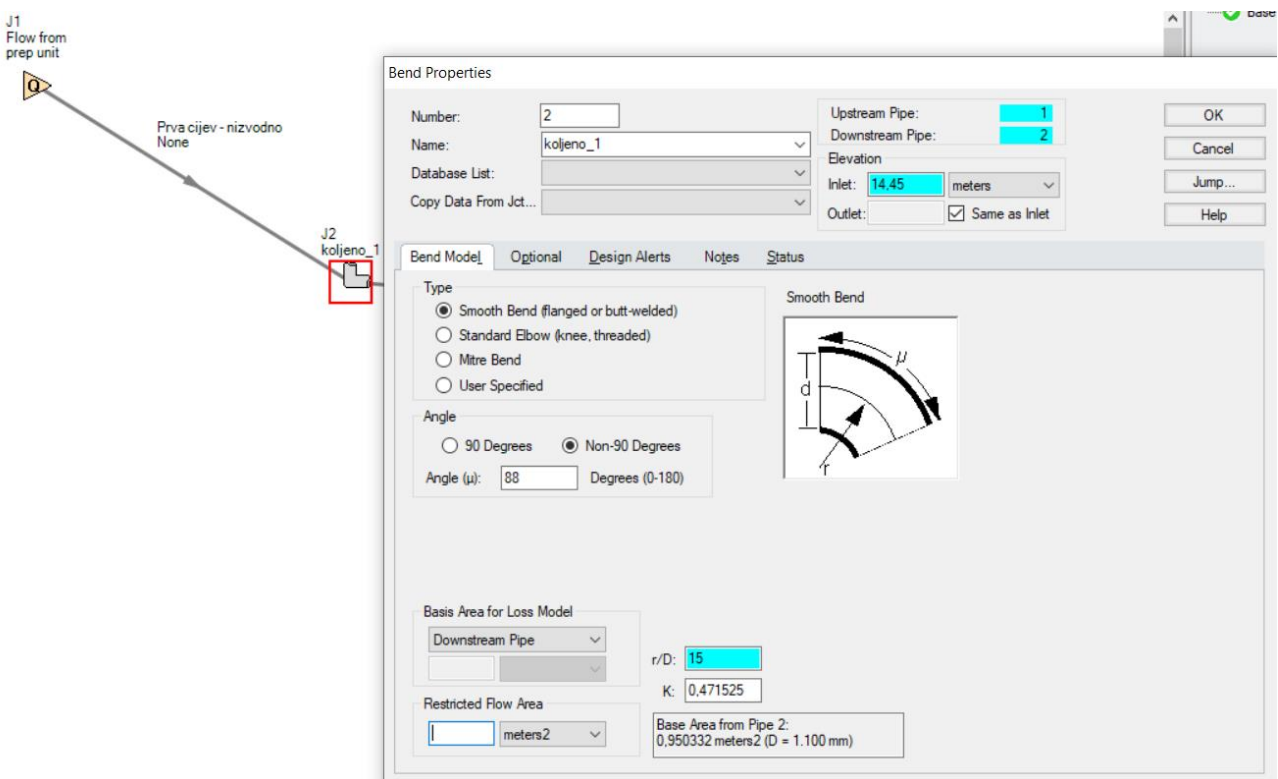 J1
Flow from
prep unit
Q
Prva cijev - nizvodno
None
J2
koljeno_1
Base
Bend Properties
Number: 2
Name: koljeno_1
Database List:
Copy Data From Jct...
Upstream Pipe: 1
Downstream Pipe: 2
Elevation
Inlet: 14,45 meters
Outlet: Same as Inlet
OK
Cancel
Jump...
Help
Bend Model Optional Design Alerts Notes Status
Type
Smooth Bend (flanged or butt-welded)
Standard Elbow (knee, threaded)
Mitre Bend
User Specified
Angle
90 Degrees Non-90 Degrees
Angle (µ): 88 Degrees (0-180)
Smooth Bend
µ
d
r
Basis Area for Loss Model
Downstream Pipe
r/D: 15
K: 0,471525
Restricted Flow Area
meters2
Base Area from Pipe 2:
0,950332 meters2 (D = 1.100 mm)